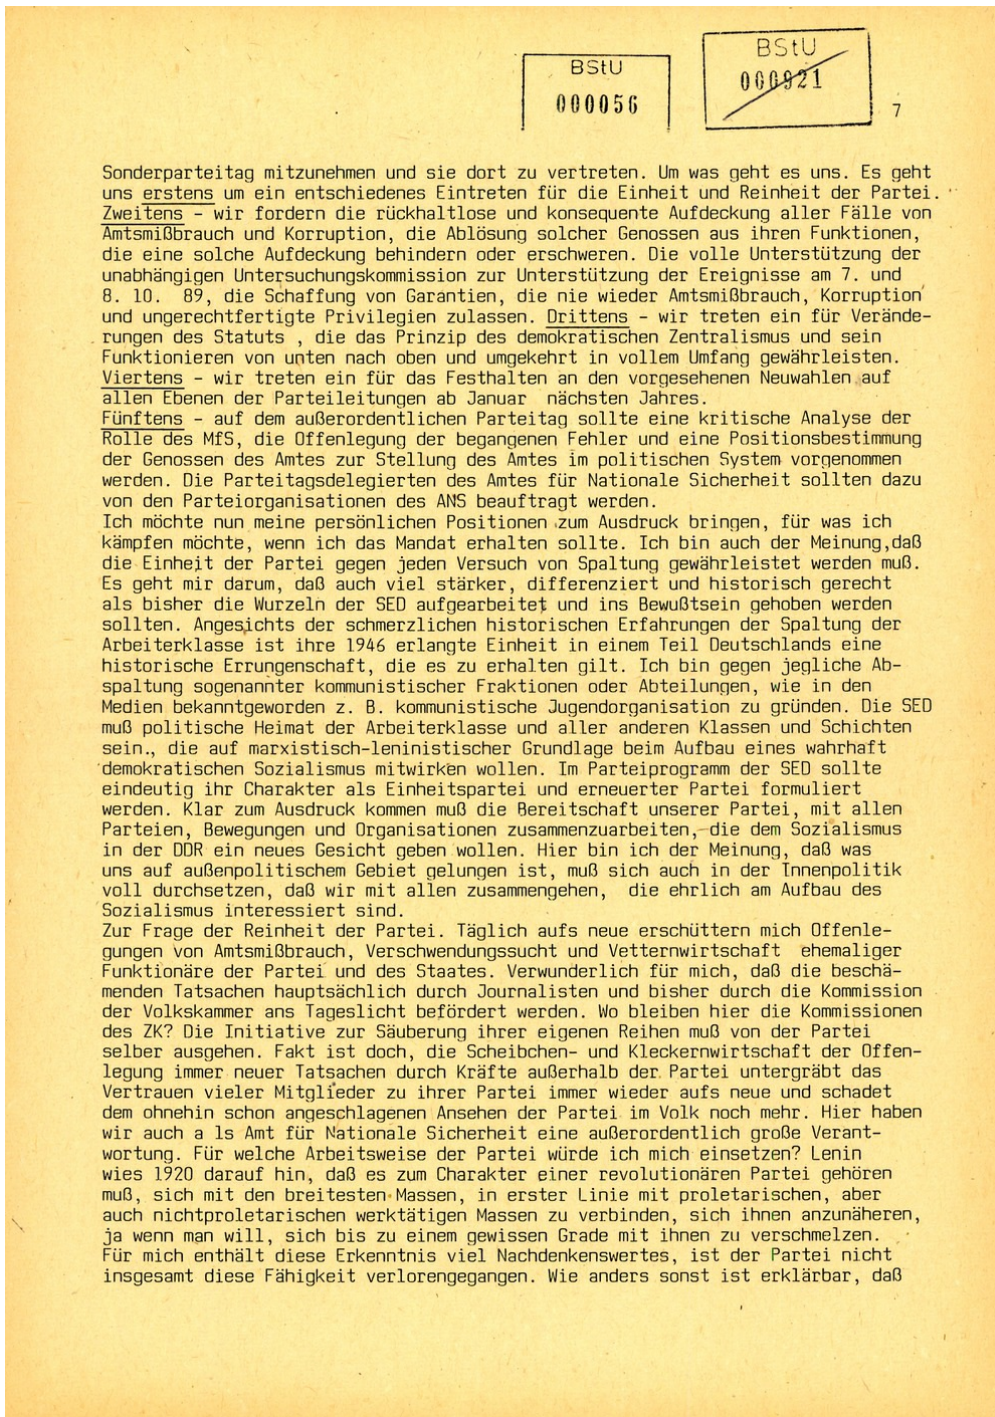 BStU
000056
BStU
000921
7
Sonderparteitag mitzunehmen und sie dort zu vertreten. Um was geht es uns. Es geht
uns erstens um ein entschiedenes Eintreten für die Einheit und Reinheit der Partei.
Zweitens - wir fordern die rückhaltlose und konsequente Aufdeckung aller Fälle von
Amtsmißbrauch und Korruption, die Ablösung solcher Genossen aus ihren Funktionen,
die eine solche Aufdeckung behindern oder erschweren. Die volle Unterstützung der
unabhängigen Untersuchungskommission zur Unterstützung der Ereignisse am 7. und
8. 10.  89, die Schaffung von Garantien, die nie wieder Amtsmißbrauch, Korruption
und ungerechtfertigte Privilegien zulassen. Drittens - wir treten ein für Verände-
rungen des Statuts , die das Prinzip des demokratischen Zentralismus und sein
Funktionieren von unten nach oben und umgekehrt in vollem Umfang gewährleisten.
Viertens - wir treten ein für das Festhalten an den vorgesehenen Neuwahlen auf
allen Ebenen der Parteileitungen ab Januar  nächsten Jahres.
Fünftens - auf dem außerordentlichen Parteitag sollte eine kritische Analyse der
Rolle des MfS, die Offenlegung der begangenen Fehler und eine Positionsbestimmung
der Genossen des Amtes zur Stellung des Amtes im politischen System vorgenommen
werden. Die Parteitagsdelegierten des Amtes für Nationale Sicherheit sollten dazu
von den Parteiorganisationen des ANS beauftragt werden.
Ich möchte nun meine persönlichen Positionen zum Ausdruck bringen, für was ich
kämpfen möchte, wenn ich das Mandat erhalten sollte. Ich bin auch der Meinung,daß
die Einheit der Partei gegen jeden Versuch von Spaltung gewährleistet werden muß.
Es geht mir darum, daß auch viel stärker, differenziert und historisch gerecht
als bisher die Wurzeln der SED aufgearbeitet und ins Bewußtsein gehoben werden
sollten. Angesichts der schmerzlichen historischen Erfahrungen der Spaltung der
Arbeiterklasse ist ihre 1946 erlangte Einheit in einem Teil Deutschlands eine
historische Errungenschaft, die es zu erhalten gilt. Ich bin gegen jegliche Ab-
spaltung sogenannter kommunistischer Fraktionen oder Abteilungen, wie in den
Medien bekanntgeworden z. B. kommunistische Jugendorganisation zu gründen. Die SED
muß politische Heimat der Arbeiterklasse und aller anderen Klassen und Schichten
sein., die auf marxistisch-leninistischer Grundlage beim Aufbau eines wahrhaft
demokratischen Sozialismus mitwirken wollen. Im Parteiprogramm der SED sollte
eindeutig ihr Charakter als Einheitspartei und erneuerter Partei formuliert
werden. Klar zum Ausdruck kommen muß die Bereitschaft unserer Partei, mit allen
Parteien, Bewegungen und Organisationen zusammenzuarbeiten, die dem Sozialismus
in der DDR ein neues Gesicht geben wollen. Hier bin ich der Meinung, daß was
uns auf außenpolitischem Gebiet gelungen ist, muß sich auch in der Innenpolitik
voll durchsetzen, daß wir mit allen zusammengehen,  die ehrlich am Aufbau des
Sozialismus interessiert sind.
Zur Frage der Reinheit der Partei. Täglich aufs neue erschüttern mich Offenle-
gungen von Amtsmißbrauch, Verschwendungssucht und Vetternwirtschaft  ehemaliger
Funktionäre der Partei und des Staates. Verwunderlich für mich, daß die beschä-
menden Tatsachen hauptsächlich durch Journalisten und bisher durch die Kommission
der Volkskammer ans Tageslicht befördert werden. Wo bleiben hier die Kommissionen
des ZK? Die Initiative zur Säuberung ihrer eigenen Reihen muß von der Partei
selber ausgehen. Fakt ist doch, die Scheibchen- und Kleckernwirtschaft der Offen-
legung immer neuer Tatsachen durch Kräfte außerhalb der Partei untergräbt das
Vertrauen vieler Mitglieder zu ihrer Partei immer wieder aufs neue und schadet
dem ohnehin schon angeschlagenen Ansehen der Partei im Volk noch mehr. Hier haben
wir auch a ls Amt für Nationale Sicherheit eine außerordentlich große Verant-
wortung. Für welche Arbeitsweise der Partei würde ich mich einsetzen? Lenin
wies 1920 darauf hin, daß es zum Charakter einer revolutionären Partei gehören
muß, sich mit den breitesten Massen, in erster Linie mit proletarischen, aber
auch nichtproletarischen werktätigen Massen zu verbinden, sich ihnen anzunäheren,
ja wenn man will, sich bis zu einem gewissen Grade mit ihnen zu verschmelzen.
Für mich enthält diese Erkenntnis viel Nachdenkenswertes, ist der Partei nicht
insgesamt diese Fähigkeit verlorengegangen. Wie anders sonst ist erklärbar, daß